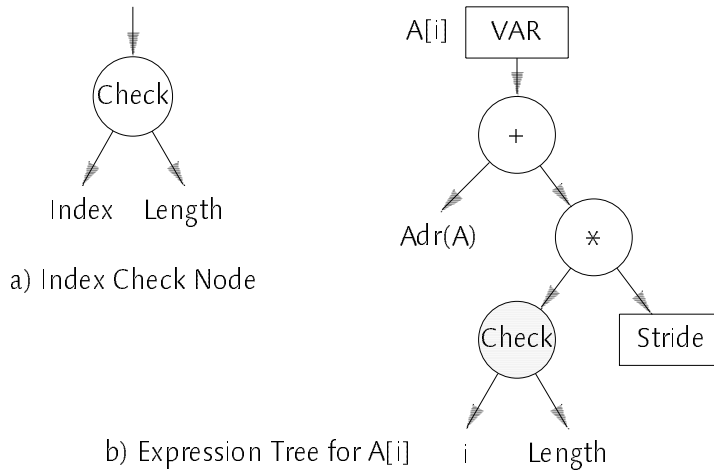 Check
Index Length
a) Index Check Node
A[i] VAR
+
Adr(A)
*
Check
Stride
i Length
b) Expression Tree for A[i]